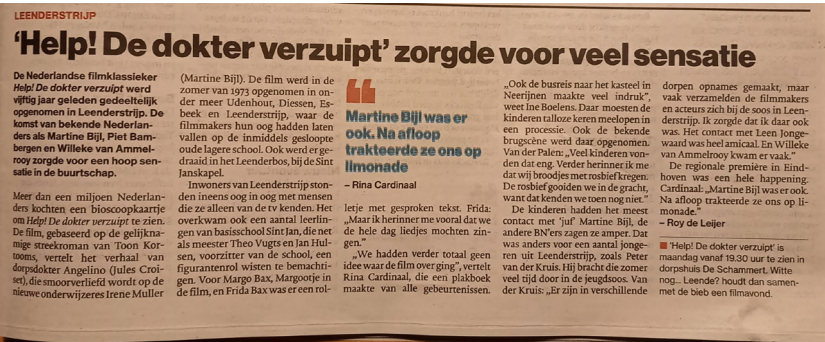 LEENDERSTRIJP
‘Help! De dokter verzuipt’ zorgde voor veel sensatie
De Nederlandse filmklassieker
Help! De dokter verzuipt werd
vijftig jaar geleden gedeeltelijk
opgenomen in Leenderstrijp. De
komst van bekende Nederlan-
ders als Martine Bijl, Piet Bam-
bergen en Willeke van Ammel-
rooy zorgde voor een hoop sen-
satie in de buurtschap.
Meer dan een miljoen Nederlan-
ders kochten een bioscoopkaartje
om Help! De dokter verzuipt te zien.
De film, gebaseerd op de gelijkna-
mige streekroman van Toon Kor-
tooms, vertelt het verhaal van
dorpsdokter Angelino (Jules Croi-
set), die smoorverliefd wordt op de
nieuwe onderwijzeres Irene Muller
(Martine Bijl). De film werd in de
zomer van 1973 opgenomen in on-
der meer Udenhout, Diessen, Es-
beek en Leenderstrijp, waar de
filmmakers hun oog hadden laten
vallen op de inmiddels gesloopte
oude lagere school. Ook werd er ge-
draaid in het Leenderbos, bij de Sint
Janskapel.
Inwoners van Leenderstrijp ston-
den ineens oog in oog met mensen
die ze alleen van de tv kenden. Het
overkwam ook een aantal leerlin-
gen van basisschool Sint Jan, die net
als meester Theo Vugts en Jan Hul-
sen, voorzitter van de school, een
figurantenrol wisten te bemachti-
gen. Voor Margo Bax, Margootje in
de film, en Frida Bax was er een rol-
Martine Bijl was er
ook. Na afloop
trakteerde ze ons op
limonade
– Rina Cardinaal
letje met gesproken tekst. Frida:
„Maar ik herinner me vooral dat we
de hele dag liedjes mochten zin-
gen.”
„We hadden verder totaal geen
idee waar de film over ging”, vertelt
Rina Cardinaal, die een plakboek
maakte van alle gebeurtenissen.
„Ook de busreis naar het kasteel in
Neerijnen maakte veel indruk”,
weet Ine Boelens. Daar moesten de
kinderen talloze keren meelopen in
een processie. Ook de bekende
brugscène werd daar opgenomen.
Van der Palen: „Veel kinderen von-
den dat eng. Verder herinner ik me
dat wij broodjes met rosbief kregen.
De rosbief gooiden we in de gracht,
want dat kenden we toen nog niet.”
De kinderen hadden het meest
contact met ‘juf’ Martine Bijl, de
andere BN’ers zagen ze amper. Dat
was anders voor een aantal jonge-
ren uit Leenderstrijp, zoals Peter
van der Kruis. Hij bracht die zomer
veel tijd door in de jeugdsoos. Van
der Kruis: „Er zijn in verschillende
dorpen opnames gemaakt, maar
vaak verzamelden de filmmakers
en acteurs zich bij de soos in Leen-
derstrijp. Ik zorgde dat ik daar ook
was. Het contact met Leen Jonge-
waard was heel amicaal. En Willeke
van Ammelrooy kwam er vaak.”
De regionale première in Eind-
hoven was een hele happening.
Cardinaal: „Martine Bijl was er ook.
Na afloop trakteerde ze ons op li-
monade.”
– Roy de Leijer
‘Help! De dokter verzuipt’ is
maandag vanaf 19.30 uur te zien in
dorpshuis De Schammert. Witte
nog... Leende? houdt dan samen-
met de bieb een filmavond.